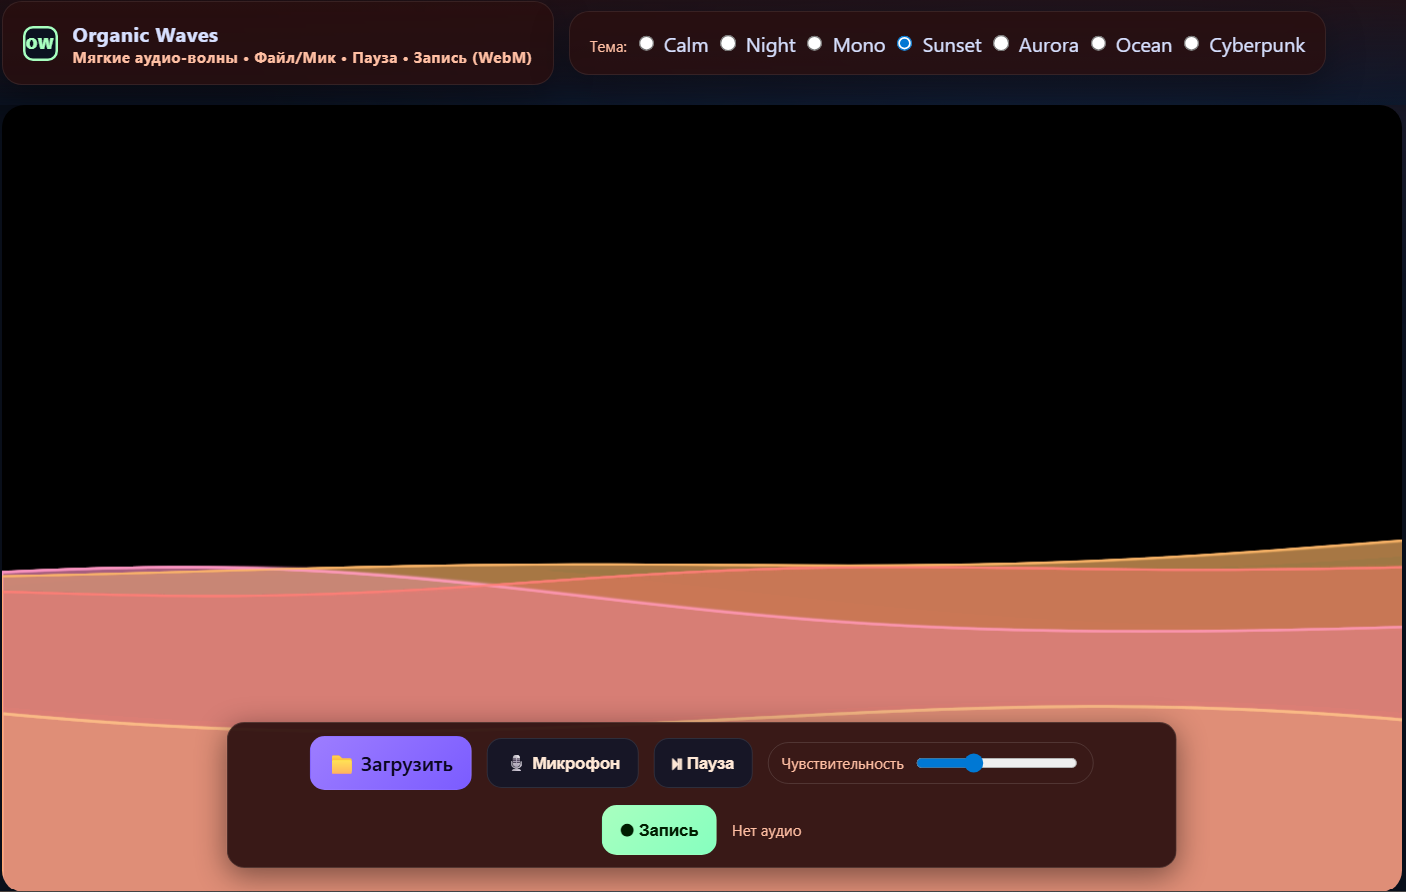 OW
Organic Waves
Мягкие аудио-волны • Файл/Мик • Пауза • Запись (WebM)
Тема: Calm Night Mono Sunset Aurora Ocean Cyberpunk
Загрузить Микрофон Пауза Чувствительность
Запись Нет аудио